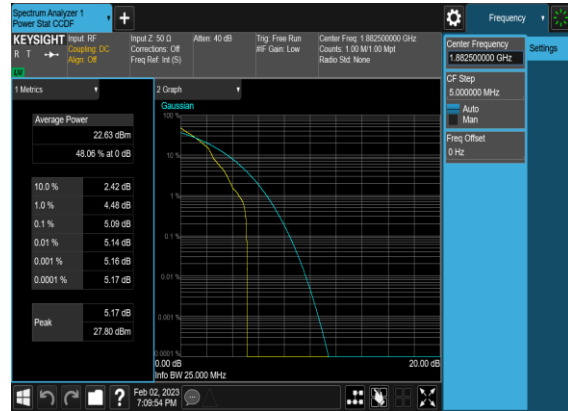 Spectrum Analyzer 1
Power Stat CCDF
+
Frequency
KEYSIGHT
R T
LU
Input: RF
Coupling: DC
Align: Off
Input Z: 50 Ω
Corrections: Off
Freq Ref: Int (S)
Atten: 40 dB
Trig: Free Run
#IF Gain: Low
Center Freq: 1.882500000 GHz
Counts: 1.00 M/1.00 Mpt
Radio Std: None
Center Frequency
1.882500000 GHz
Settings
CF Step
5.000000 MHz
Auto
Man
Freq Offset
0 Hz
1 Metrics
Average Power
22.63 dBm
48.06 % at 0 dB
10.0 % 2.42 dB
1.0 % 4.48 dB
0.1 % 5.09 dB
0.01 % 5.14 dB
0.001 % 5.16 dB
0.0001 % 5.17 dB
Peak
5.17 dB
27.80 dBm
2 Graph
Gaussian
100 %
10 %
1 %
0.1 %
0.01 %
0.001 %
0.0001 %
0.00 dB 20.00 dB
Info BW 25.000 MHz
?
Feb 02, 2023
7:09:54 PM